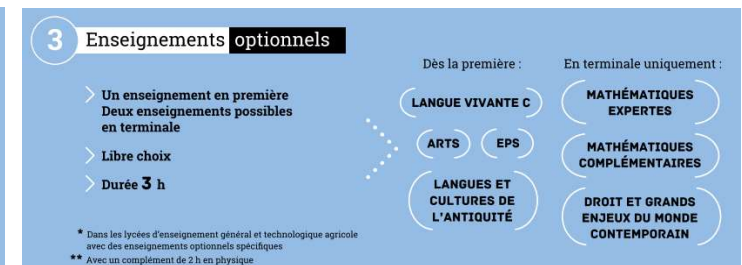 3 Enseignements optionnels
Un enseignement en première
Deux enseignements possibles
en terminale
Libre choix
Durée 3 h
* Dans les lycées d'enseignement général et technologique agricole
avec des enseignements optionnels spécifiques
** Avec un complément de 2 h en physique
Dès la première :
LANGUE VIVANTE C
ARTS
EPS
LANGUES ET
CULTURES DE
L'ANTIQUITÉ
En terminale uniquement :
MATHÉMATIQUES
EXPERTES
MATHÉMATIQUES
COMPLÉMENTAIRES
DROIT ET GRANDS
ENJEUX DU MONDE
CONTEMPORAIN